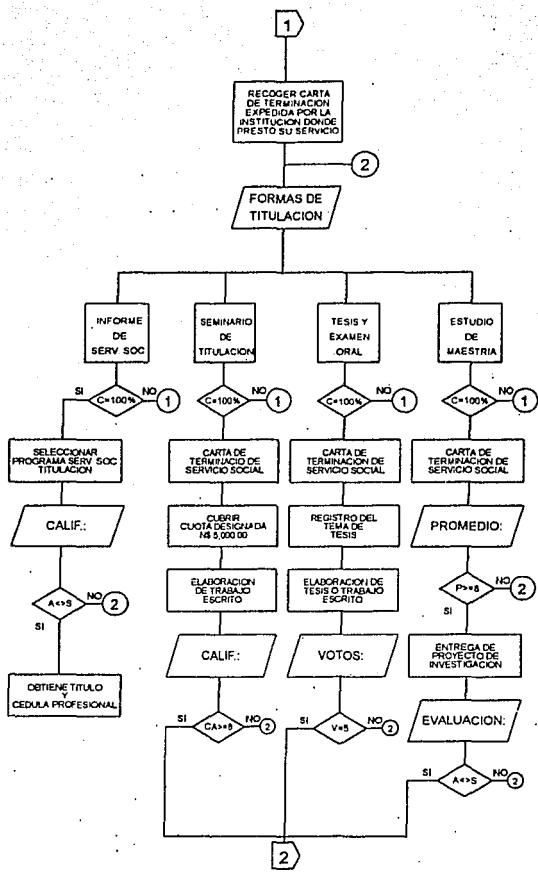 1
RECOGER CARTA
DE TERMINACION
EXPEDIDA POR LA
INSTITUCION DONDE
PRESTO SU SERVICIO
2
FORMAS DE
TITULACION
INFORME
DE
SERV. SOC
SI
C=100%
NO
1
SELECCIONAR
PROGRAMA SERV SOC
TITULACION
CALIF.:
A<>S
NO
2
SI
OBTIENE TITULO
Y
CEDULA PROFESIONAL
SEMINARIO
DE
TITULACION
C=100%
NO
1
CARTA
DE TERMINACIO DE
SERVICIO SOCIAL
CUBRIR
CUOTA DESIGNADA
N$ 5,000.00
ELABORACION
DE TRABAJO
ESCRITO
CALIF.:
SI
CA>=8
NO
2
TESIS Y
EXAMEN
ORAL
C=100%
NO
1
CARTA
DE TERMINACION DE
SERVICIO SOCIAL
REGISTRO DEL
TEMA DE
TESIS
ELABORACION DE
TESIS O TRABAJO
ESCRITO
VOTOS:
SI
V=5
NO
2
ESTUDIO
DE
MAESTRIA
C=100%
NO
1
CARTA DE
TERMINACION DE
SERVICIO SOCIAL
PROMEDIO:
P>=8
NO
2
SI
ENTREGA DE
PROYECTO DE
INVESTIGACION
EVALUACION:
SI
A<>S
NO
2
2